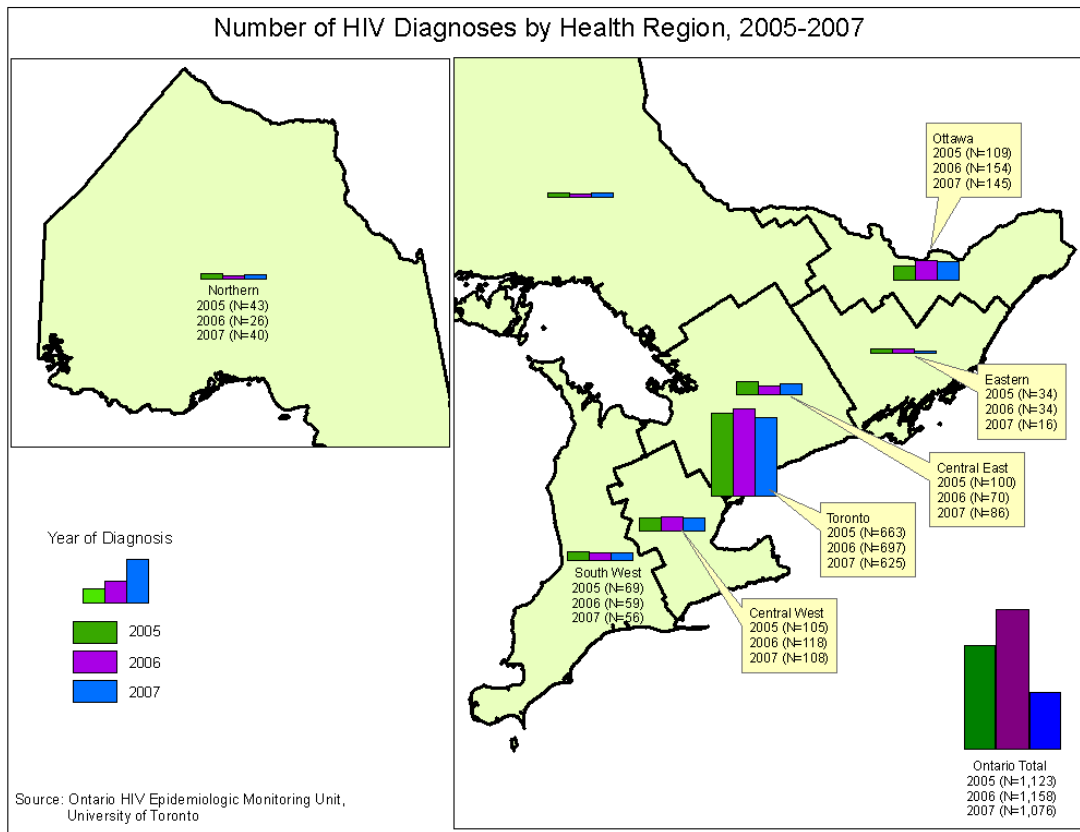 Number of HIV Diagnoses by Health Region, 2005-2007
Northern
2005 (N=43)
2006 (N=26)
2007 (N=40)
Ottawa
2005 (N=109)
2006 (N=154)
2007 (N=145)
Eastern
2005 (N=34)
2006 (N=34)
2007 (N=16)
Central East
2005 (N=100)
2006 (N=70)
2007 (N=86)
Toronto
2005 (N=663)
2006 (N=697)
2007 (N=625)
South West
2005 (N=69)
2006 (N=59)
2007 (N=56)
Central West
2005 (N=105)
2006 (N=118)
2007 (N=108)
Year of Diagnosis
2005
2006
2007
Ontario Total
2005 (N=1,123)
2006 (N=1,158)
2007 (N=1,076)
Source: Ontario HIV Epidemiologic Monitoring Unit,
University of Toronto